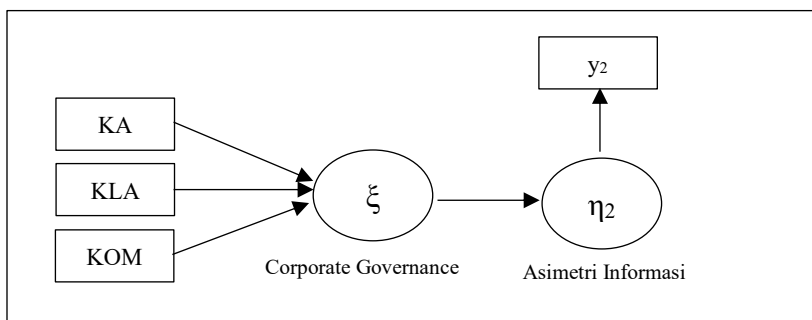 y₂
KA
KLA
KOM
ξ
η₂
Corporate Governance
Asimetri Informasi